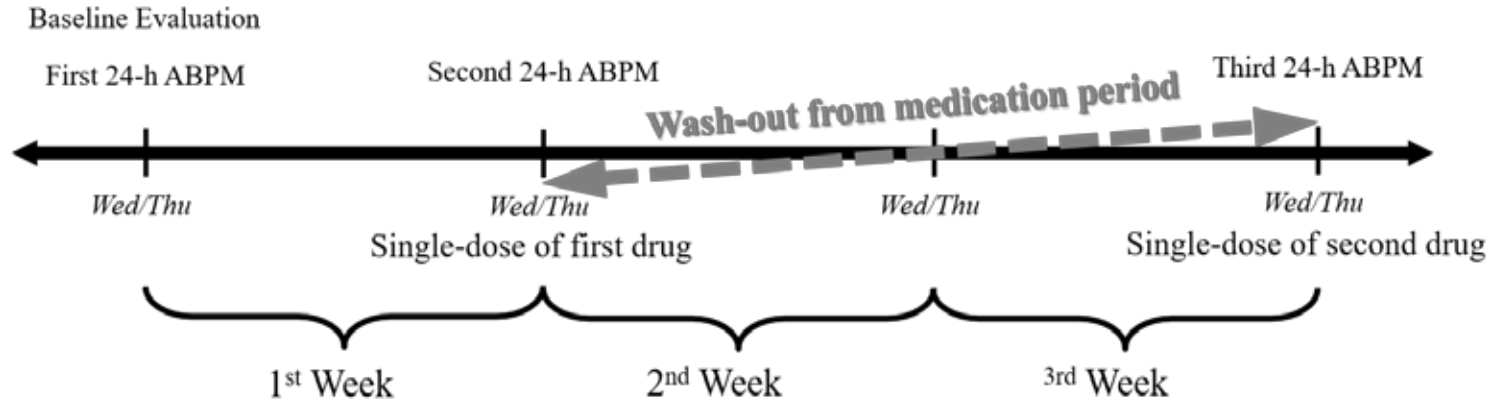 Baseline Evaluation
First 24-h ABPM
Second 24-h ABPM
Third 24-h ABPM
Wash-out from medication period
Wed/Thu
Wed/Thu
Wed/Thu
Wed/Thu
Single-dose of first drug
Single-dose of second drug
1st Week
2nd Week
3rd Week